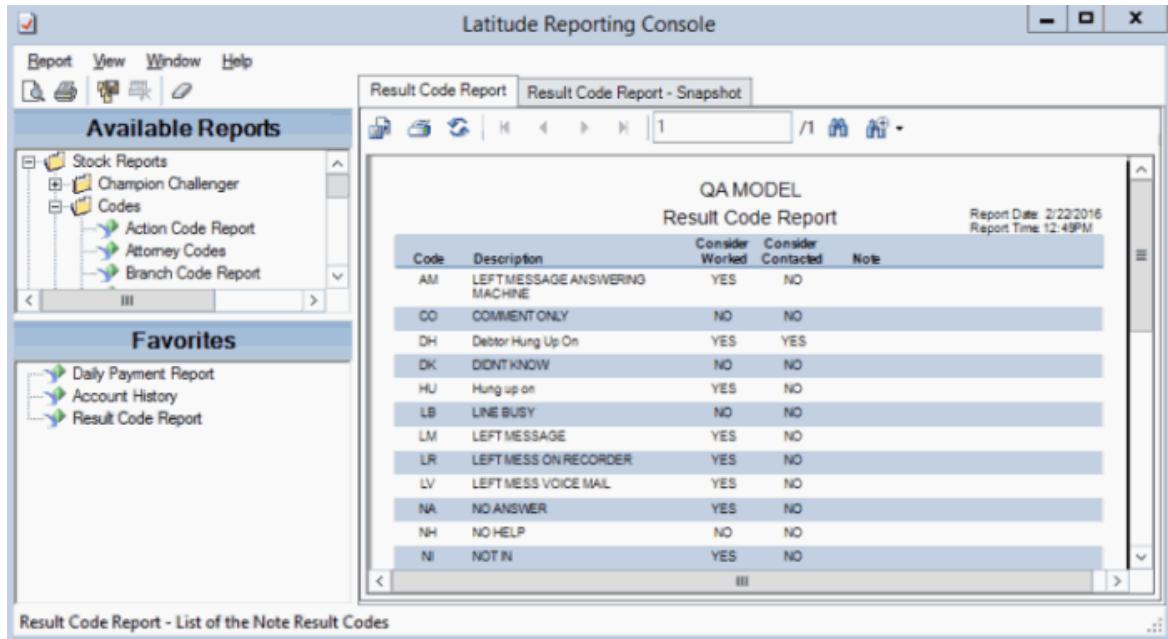 Latitude Reporting Console
Report View Window Help
Available Reports
Stock Reports
Champion Challenger
Codes
Action Code Report
Attorney Codes
Branch Code Report
Favorites
Daily Payment Report
Account History
Result Code Report
Result Code Report Result Code Report - Snapshot
1 /1
QA MODEL
Result Code Report
Report Date: 2/22/2016
Report Time: 12:49PM
Consider Consider
Code Description Worked Contacted Note
AM LEFT MESSAGE ANSWERING YES NO
MACHINE
CO COMMENT ONLY NO NO
DH Debtor Hung Up On YES YES
DK DIDNT KNOW NO NO
HU Hung up on YES NO
LB LINE BUSY NO NO
LM LEFT MESSAGE YES NO
LR LEFT MESS ON RECORDER YES NO
LV LEFT MESS VOICE MAIL YES NO
NA NO ANSWER YES NO
NH NO HELP NO NO
NI NOT IN YES NO
Result Code Report - List of the Note Result Codes